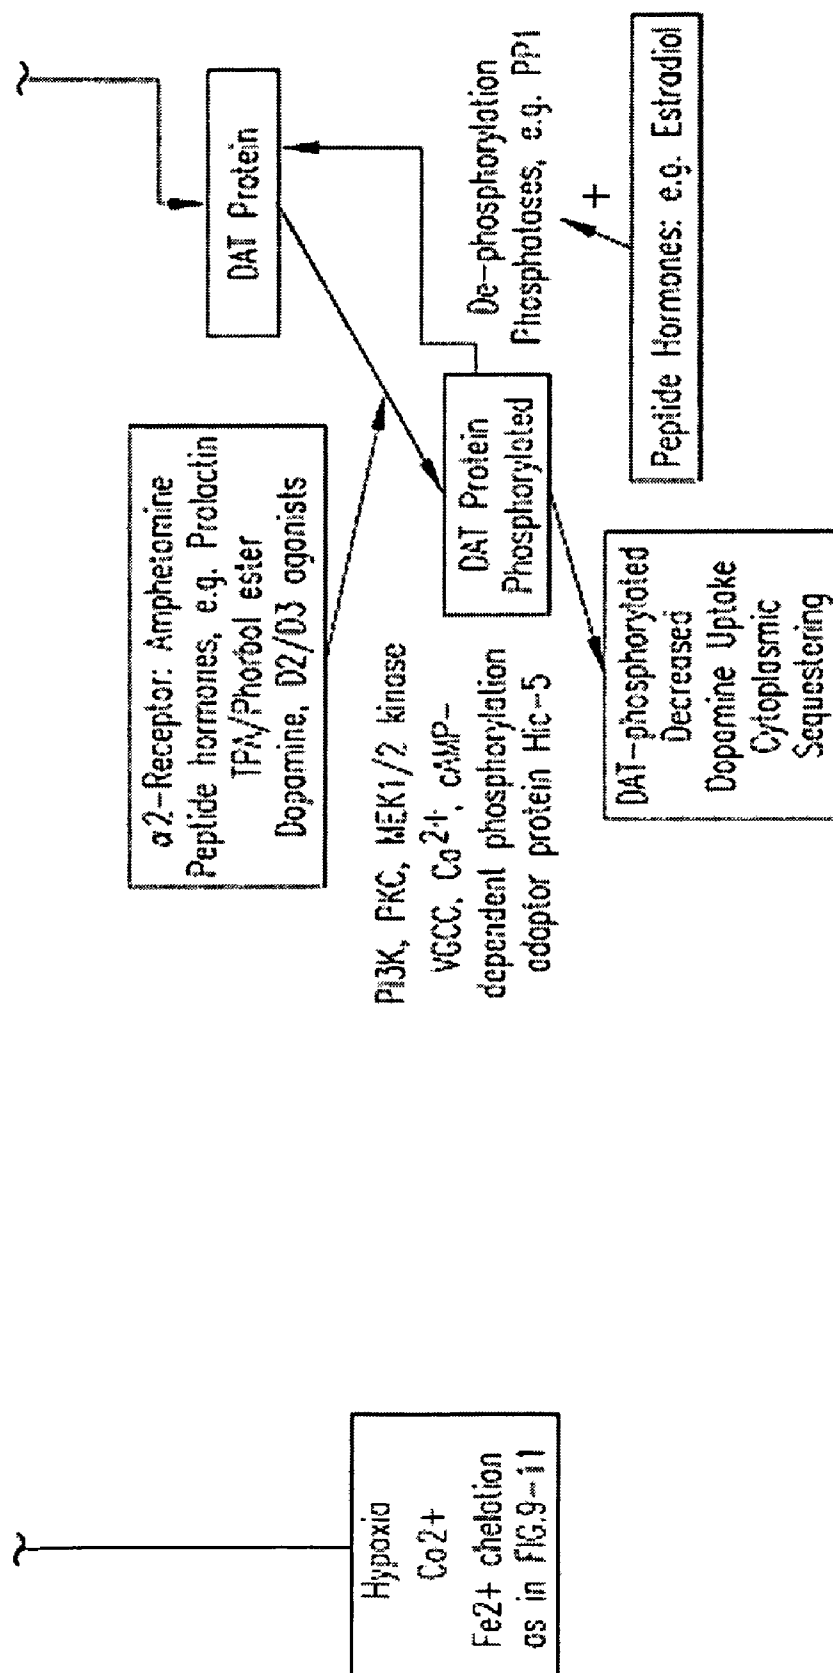 α2-Receptor: Amphetamine
Peptide hormones, e.g. Prolactin
TPA/Phorbol ester
Dopamine, D2/D3 agonists
DAT Protein
Hypoxia
Co2+
Fe2+ chelation
as in FIG.9-11
Pi3K, PKC, MEK1/2 kinase
VGCC, Ca2+, cAMP-
dependent phosphorylation
adaptor protein Hic-5
DAT Protein
Phosphorylated
De-phosphorylation
Phosphatases, e.g. PP1
+
DAT-phosphorylated
Decreased
Dopamine Uptake
Cytoplasmic
Sequestering
Peptide Hormones: e.g. Estradiol